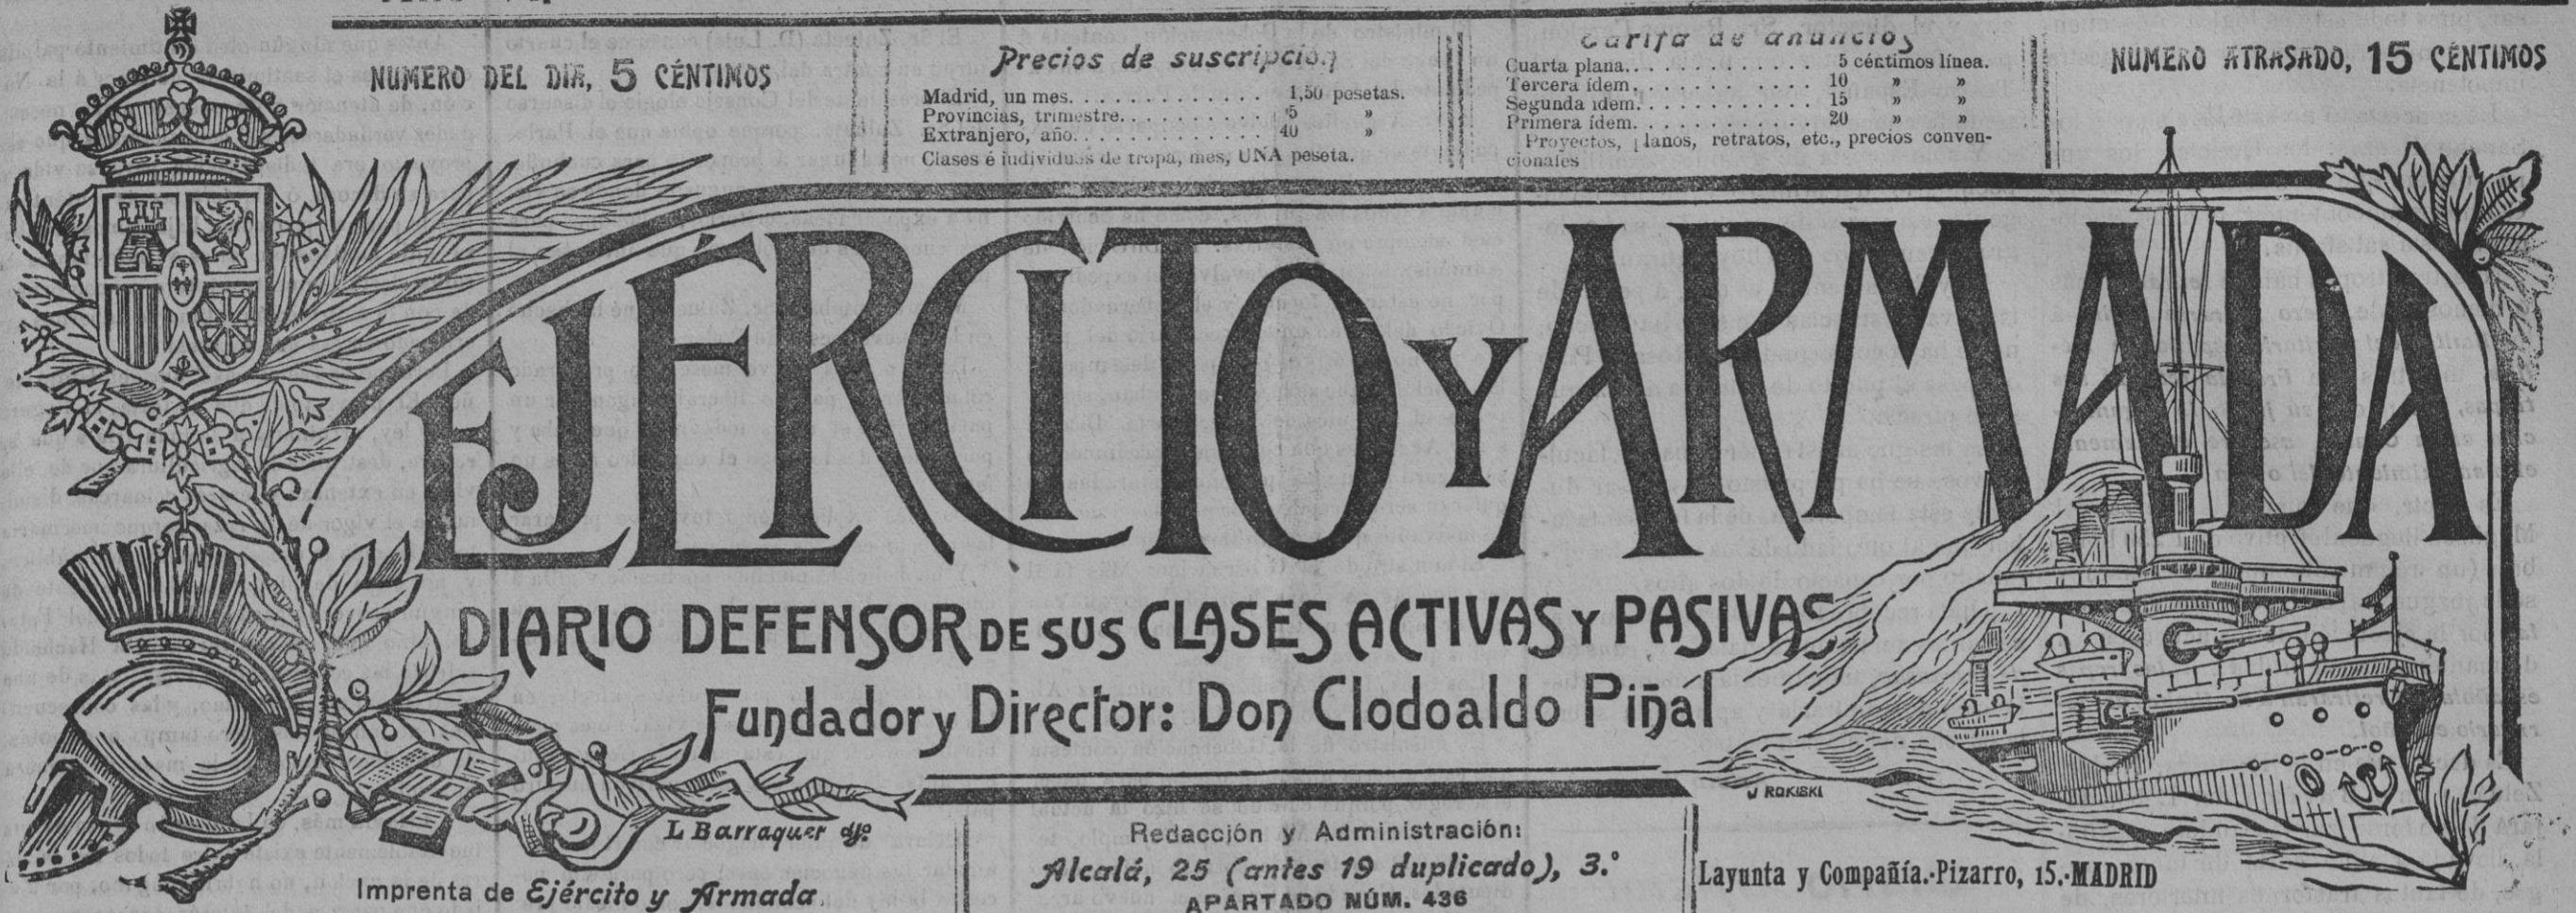 NUMERO DEL DIA, 5 CÉNTIMOS
Precios de suscripción
Madrid, un mes. . . . . . . . . . . . 1,50 pesetas.
Provincias, trimestre. . . . . . . . . . . 5 »
Extranjero, año. . . . . . . . . . . . . 40 »
Clases é individuos de tropa, mes, UNA peseta.
Tarifa de anuncios
Cuarta plana. . . . . . . . . . . . . 5 céntimos línea.
Tercera ídem. . . . . . . . . . . . . 10 » »
Segunda ídem. . . . . . . . . . . . . 15 » »
Primera ídem. . . . . . . . . . . . . 20 » »
Proyectos, planos, retratos, etc., precios conven-
cionales
NUMERO ATRASADO, 15 CÉNTIMOS
EJÉRCITO Y ARMADA
DIARIO DEFENSOR DE SUS CLASES ACTIVAS Y PASIVAS
Fundador y Director: Don Clodoaldo Piñal
J ROKISKI
L Barraquer dgo.
Imprenta de Ejército y Armada.
Redacción y Administración:
Alcalá, 25 (antes 19 duplicado), 3.°
APARTADO NÚM. 436
Layunta y Compañía.-Pizarro, 15.-MADRID